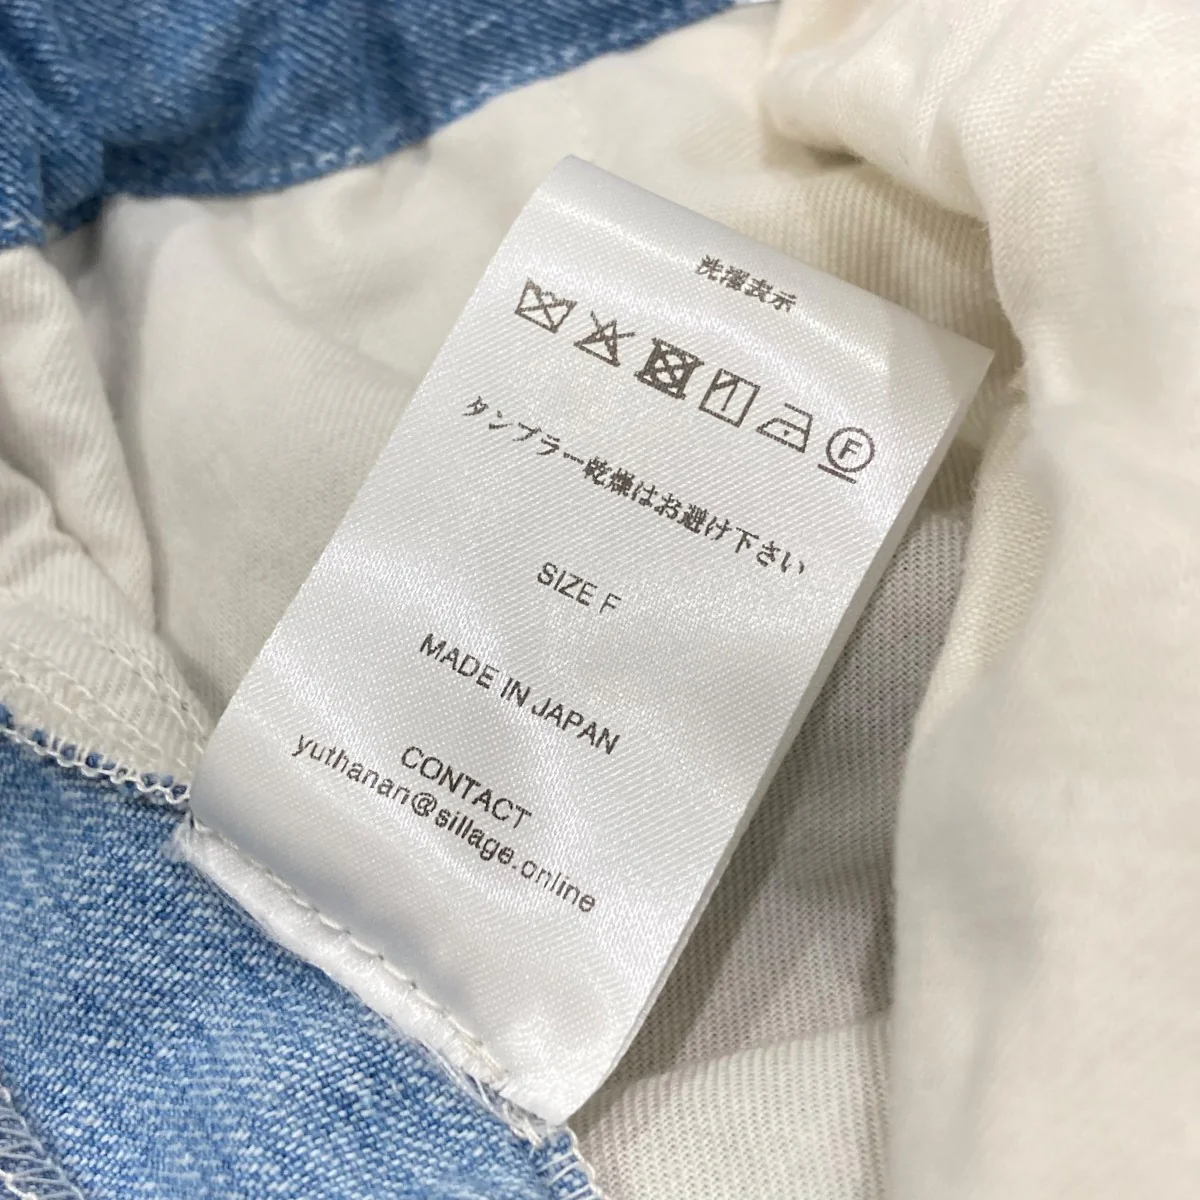 洗濯表示
F
タンブラー乾燥はお避け下さい
SIZE F
MADE IN JAPAN
CONTACT
yuthanan@sillage.online